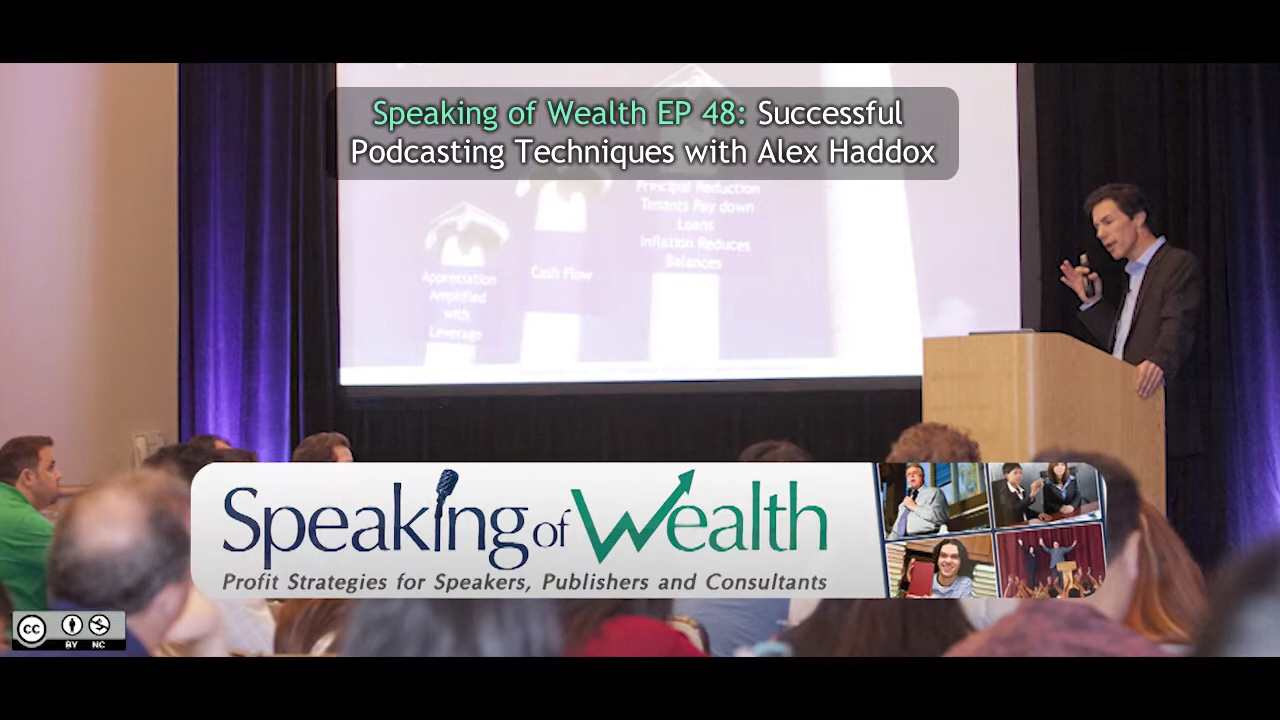 Speaking of Wealth EP 48: Successful
Podcasting Techniques with Alex Haddox
Principal Reduction
Tenants Pay down
Loans
Inflation Reduces
Balances
Cash Flow
Appreciation
Amplified
with
Leverage
Speaking of Wealth
Profit Strategies for Speakers, Publishers and Consultants
cc
BY NC